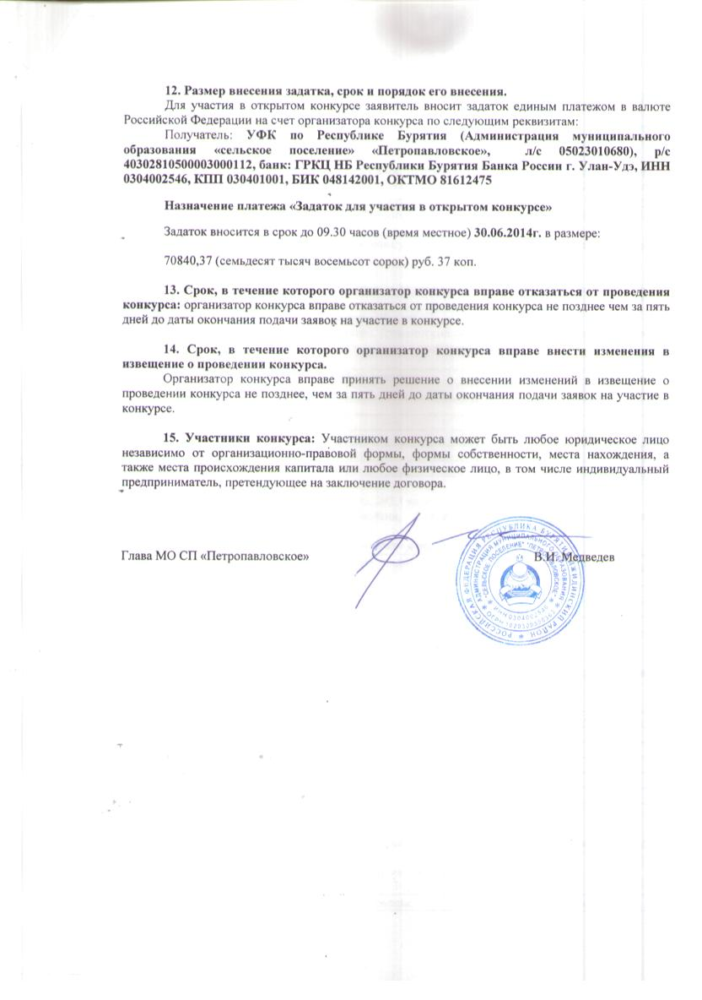 12. Размер внесения задатка, срок и порядок его внесения.
Для участия в открытом конкурсе заявитель вносит задаток единым платежом в валюте
Российской Федерации на счет организатора конкурса по следующим реквизитам:
Получатель: УФК по Республике Бурятия (Администрация муниципального
образования «сельское поселение» «Петропавловское», л/с 05023010680), р/с
40302810500003000112, банк: ГРКЦ НБ Республики Бурятия Банка России г. Улан-Удэ, ИНН
0304002546, КПП 030401001, БИК 048142001, ОКТМО 81612475
Назначение платежа «Задаток для участия в открытом конкурсе»
Задаток вносится в срок до 09.30 часов (время местное) 30.06.2014г. в размере:
70840,37 (семьдесят тысяч восемьсот сорок) руб. 37 коп.
13. Срок, в течение которого организатор конкурса вправе отказаться от проведения
конкурса: организатор конкурса вправе отказаться от проведения конкурса не позднее чем за пять
дней до даты окончания подачи заявок на участие в конкурсе.
14. Срок, в течение которого организатор конкурса вправе внести изменения в
извещение о проведении конкурса.
Организатор конкурса вправе принять решение о внесении изменений в извещение о
проведении конкурса не позднее, чем за пять дней до даты окончания подачи заявок на участие в
конкурсе.
15. Участники конкурса: Участником конкурса может быть любое юридическое лицо
независимо от организационно-правовой формы, формы собственности, места нахождения, а
также места происхождения капитала или любое физическое лицо, в том числе индивидуальный
предприниматель, претендующее на заключение договора.
Глава МО СП «Петропавловское» В.И. Медведев
РОССИЙСКАЯ ФЕДЕРАЦИЯ РЕСПУБЛИКА БУРЯТИЯ ДЖИДИНСКИЙ РАЙОН
АДМИНИСТРАЦИЯ МУНИЦИПАЛЬНОГО ОБРАЗОВАНИЯ
"СЕЛЬСКОЕ ПОСЕЛЕНИЕ" "ПЕТРОПАВЛОВСКОЕ"
ИНН 0304002546
ОГРН